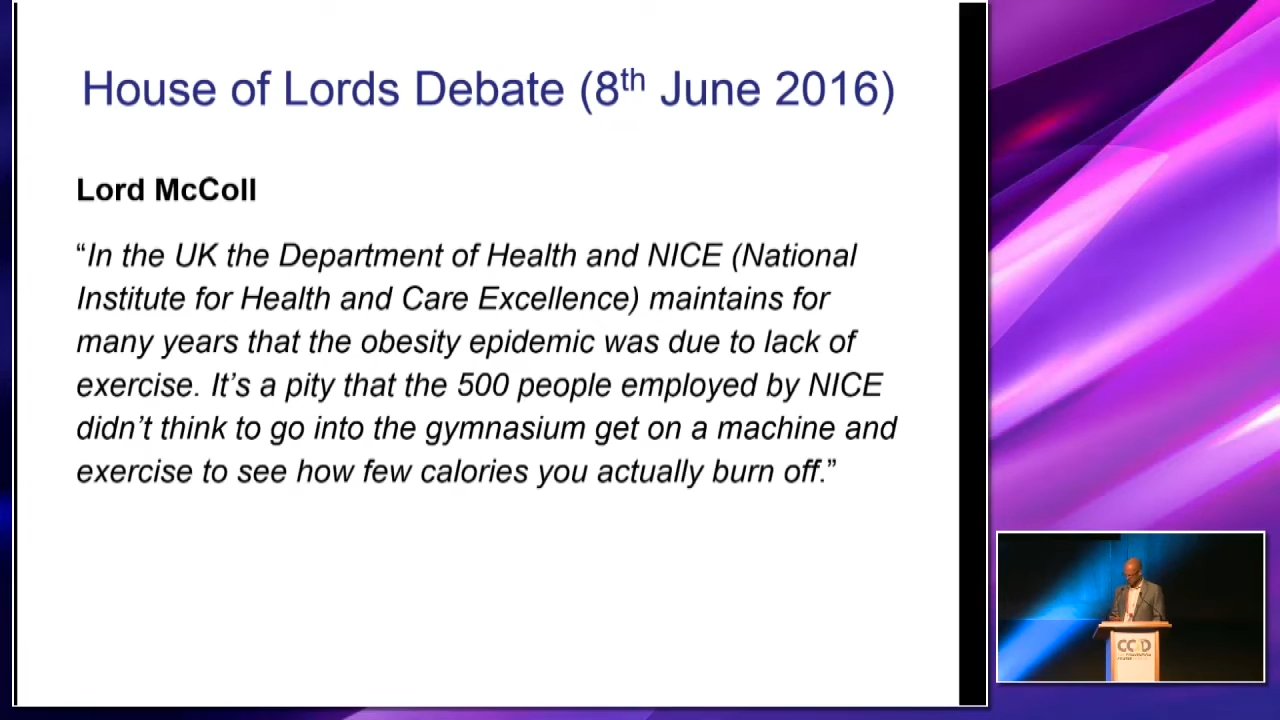 House of Lords Debate (8th June 2016)
Lord McColl
“In the UK the Department of Health and NICE (National
Institute for Health and Care Excellence) maintains for
many years that the obesity epidemic was due to lack of
exercise. It’s a pity that the 500 people employed by NICE
didn’t think to go into the gymnasium get on a machine and
exercise to see how few calories you actually burn off.”